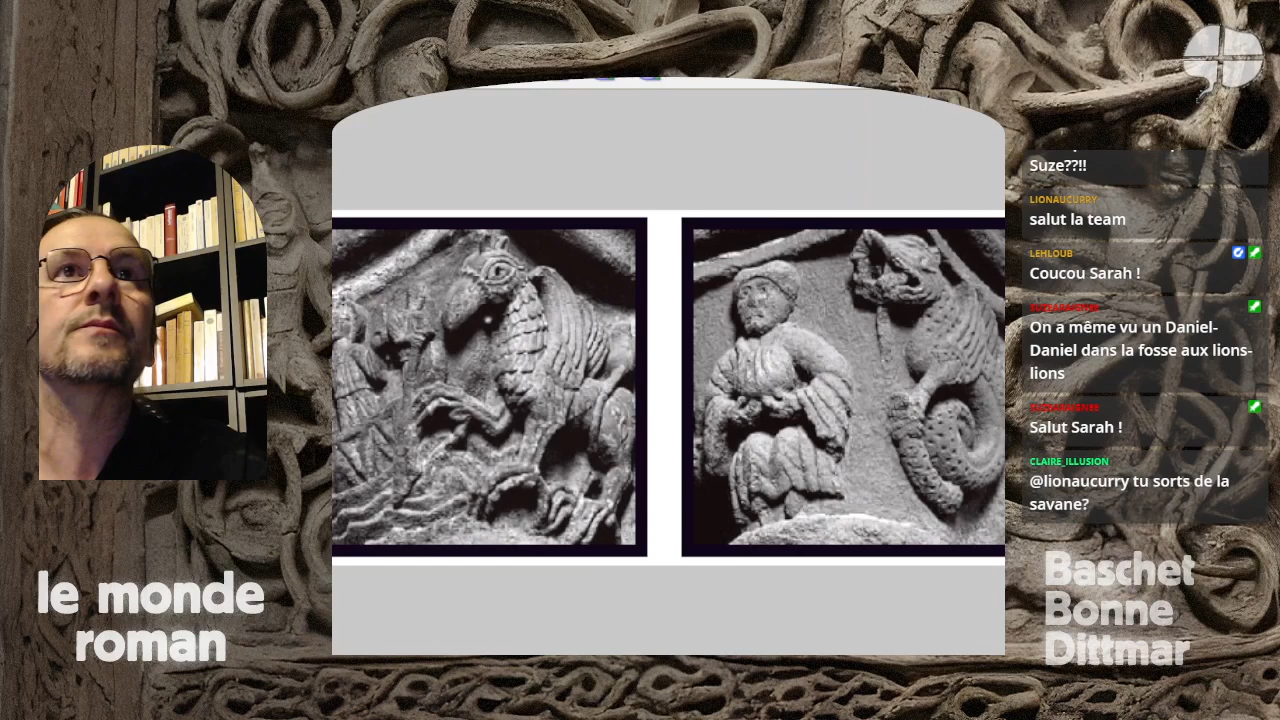 le monde
roman
Suze??!!
LIONAUCURRY
salut la team
LEHLOUB
Coucou Sarah !
On a même vu un Daniel-
Daniel dans la fosse aux lions-
lions
Salut Sarah !
CLAIRE_ILLUSION
@lionaucurry tu sors de la
savane?
Baschet
Bonne
Dittmar